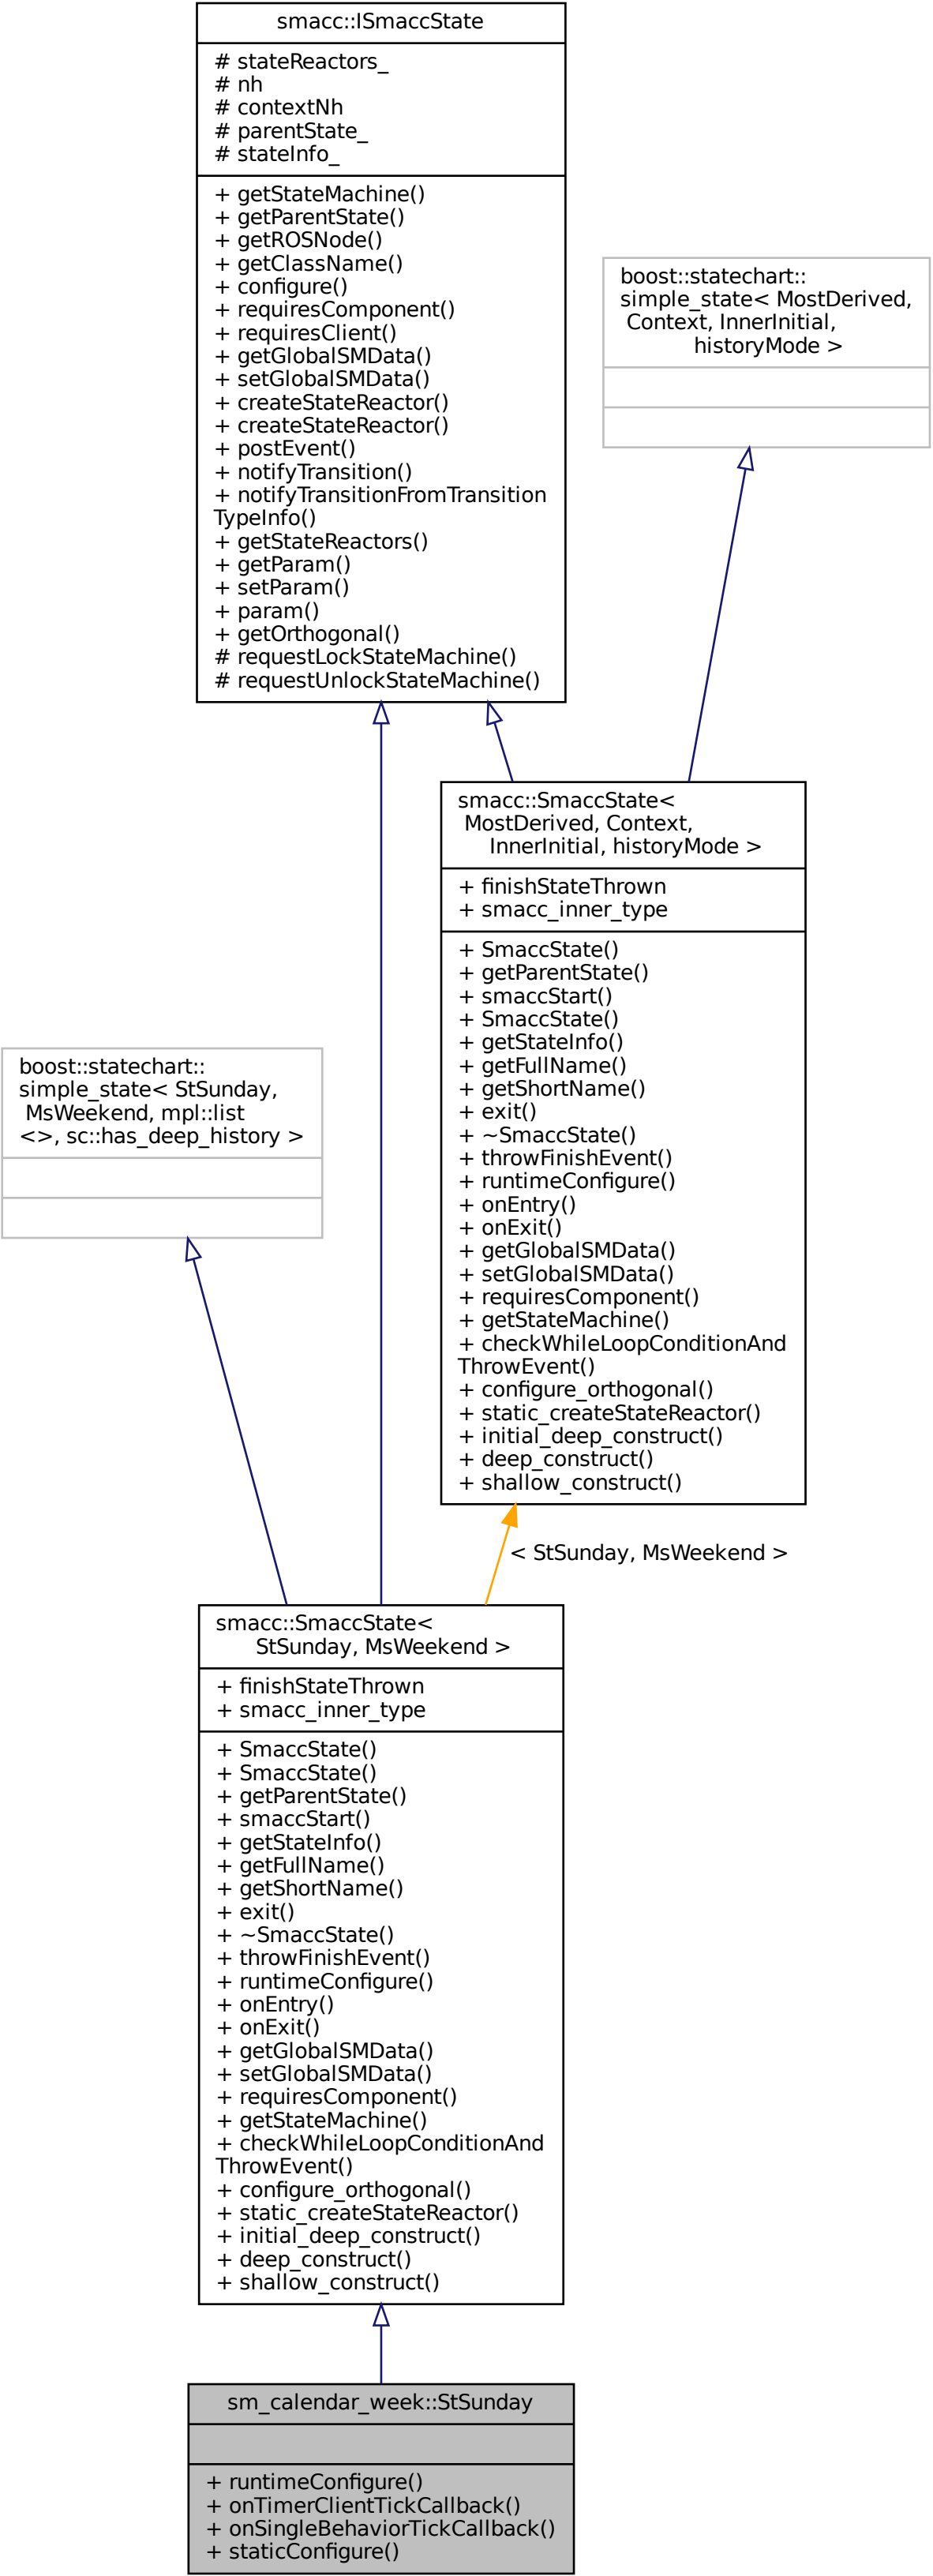 smacc::ISmaccState
# stateReactors_
# nh
# contextNh
# parentState_
# stateInfo_
+ getStateMachine()
+ getParentState()
+ getROSNode()
+ getClassName()
+ configure()
+ requiresComponent()
+ requiresClient()
+ getGlobalSMData()
+ setGlobalSMData()
+ createStateReactor()
+ createStateReactor()
+ postEvent()
+ notifyTransition()
+ notifyTransitionFromTransition
TypeInfo()
+ getStateReactors()
+ getParam()
+ setParam()
+ param()
+ getOrthogonal()
# requestLockStateMachine()
# requestUnlockStateMachine()
boost::statechart::
simple_state< MostDerived,
Context, InnerInitial,
historyMode >
smacc::SmaccState<
MostDerived, Context,
InnerInitial, historyMode >
+ finishStateThrown
+ smacc_inner_type
+ SmaccState()
+ getParentState()
+ smaccStart()
+ SmaccState()
+ getStateInfo()
+ getFullName()
+ getShortName()
+ exit()
+ ~SmaccState()
+ throwFinishEvent()
+ runtimeConfigure()
+ onEntry()
+ onExit()
+ getGlobalSMData()
+ setGlobalSMData()
+ requiresComponent()
+ getStateMachine()
+ checkWhileLoopConditionAnd
ThrowEvent()
+ configure_orthogonal()
+ static_createStateReactor()
+ initial_deep_construct()
+ deep_construct()
+ shallow_construct()
boost::statechart::
simple_state< StSunday,
MsWeekend, mpl::list
<>, sc::has_deep_history >
< StSunday, MsWeekend >
smacc::SmaccState<
StSunday, MsWeekend >
+ finishStateThrown
+ smacc_inner_type
+ SmaccState()
+ SmaccState()
+ getParentState()
+ smaccStart()
+ getStateInfo()
+ getFullName()
+ getShortName()
+ exit()
+ ~SmaccState()
+ throwFinishEvent()
+ runtimeConfigure()
+ onEntry()
+ onExit()
+ getGlobalSMData()
+ setGlobalSMData()
+ requiresComponent()
+ getStateMachine()
+ checkWhileLoopConditionAnd
ThrowEvent()
+ configure_orthogonal()
+ static_createStateReactor()
+ initial_deep_construct()
+ deep_construct()
+ shallow_construct()
sm_calendar_week::StSunday
+ runtimeConfigure()
+ onTimerClientTickCallback()
+ onSingleBehaviorTickCallback()
+ staticConfigure()